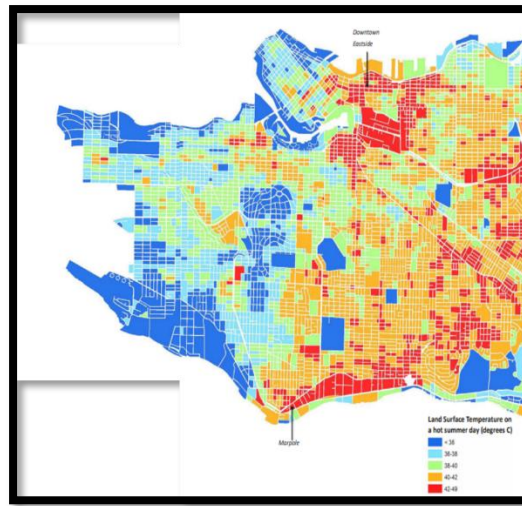 Downtown
Eastside
Marpole
Land Surface Temperature on
a hot summer day (degrees C)
< 36
36-38
38-40
40-42
42-49